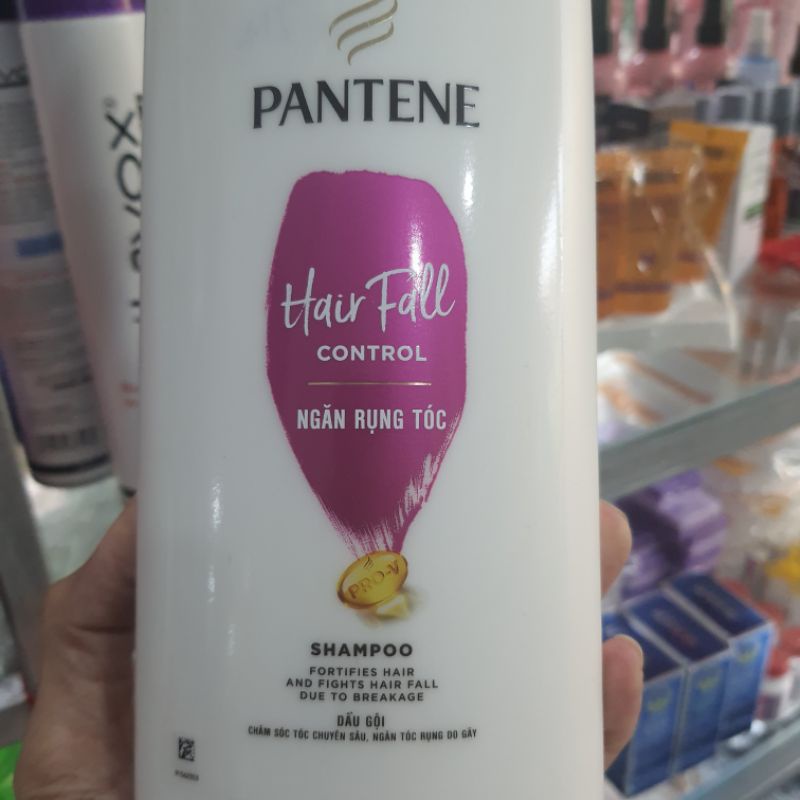 PANTENE
Hair Fall
CONTROL
NGĂN RỤNG TÓC
PRO-V
SHAMPOO
FORTIFIES HAIR
AND FIGHTS HAIR FALL
DUE TO BREAKAGE
DẦU GỘI
CHĂM SÓC TÓC CHUYÊN SÂU, NGĂN TÓC RỤNG DO GÃY